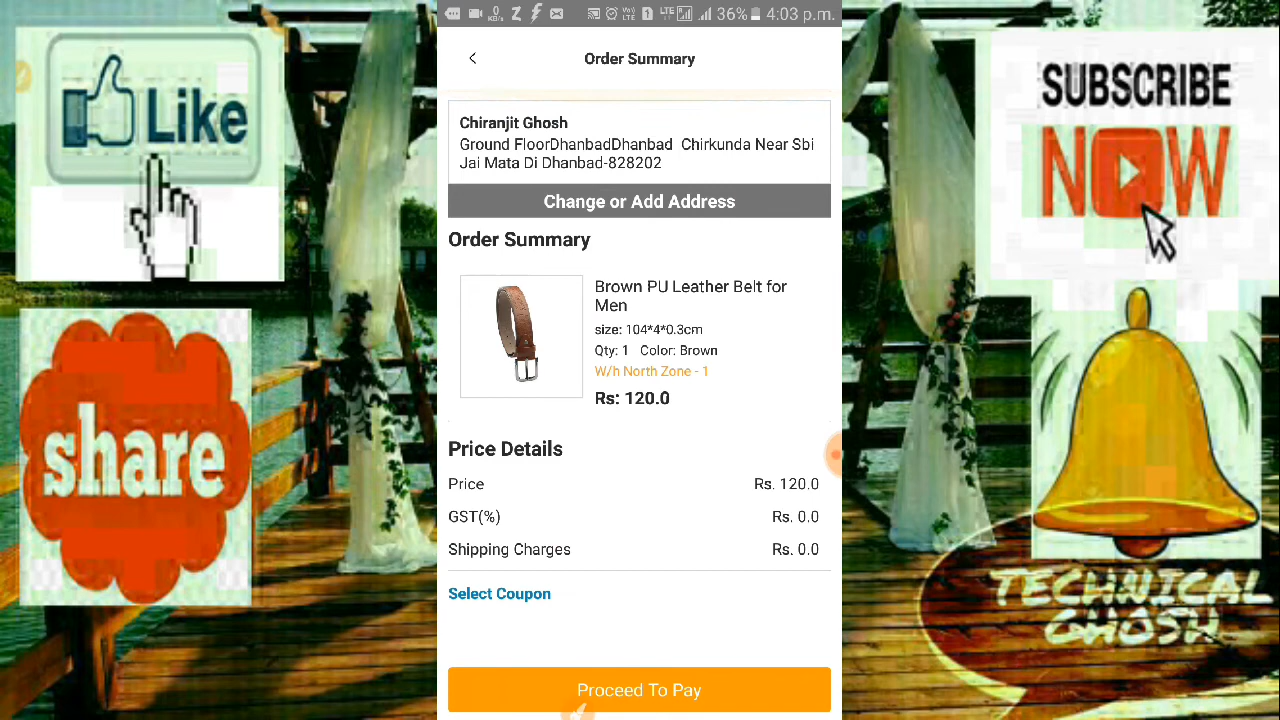 Like
share
0
KB/s
36%
4:03 p.m.
Order Summary
Chiranjit Ghosh
Ground FloorDhanbadDhanbad Chirkunda Near Sbi
Jai Mata Di Dhanbad-828202
Change or Add Address
Order Summary
Brown PU Leather Belt for
Men
size: 104*4*0.3cm
Qty: 1 Color: Brown
W/h North Zone - 1
Rs: 120.0
Price Details
Price Rs. 120.0
GST(%) Rs. 0.0
Shipping Charges Rs. 0.0
Select Coupon
Proceed To Pay
SUBSCRIBE
NOW
TECHNICAL
GHOSH